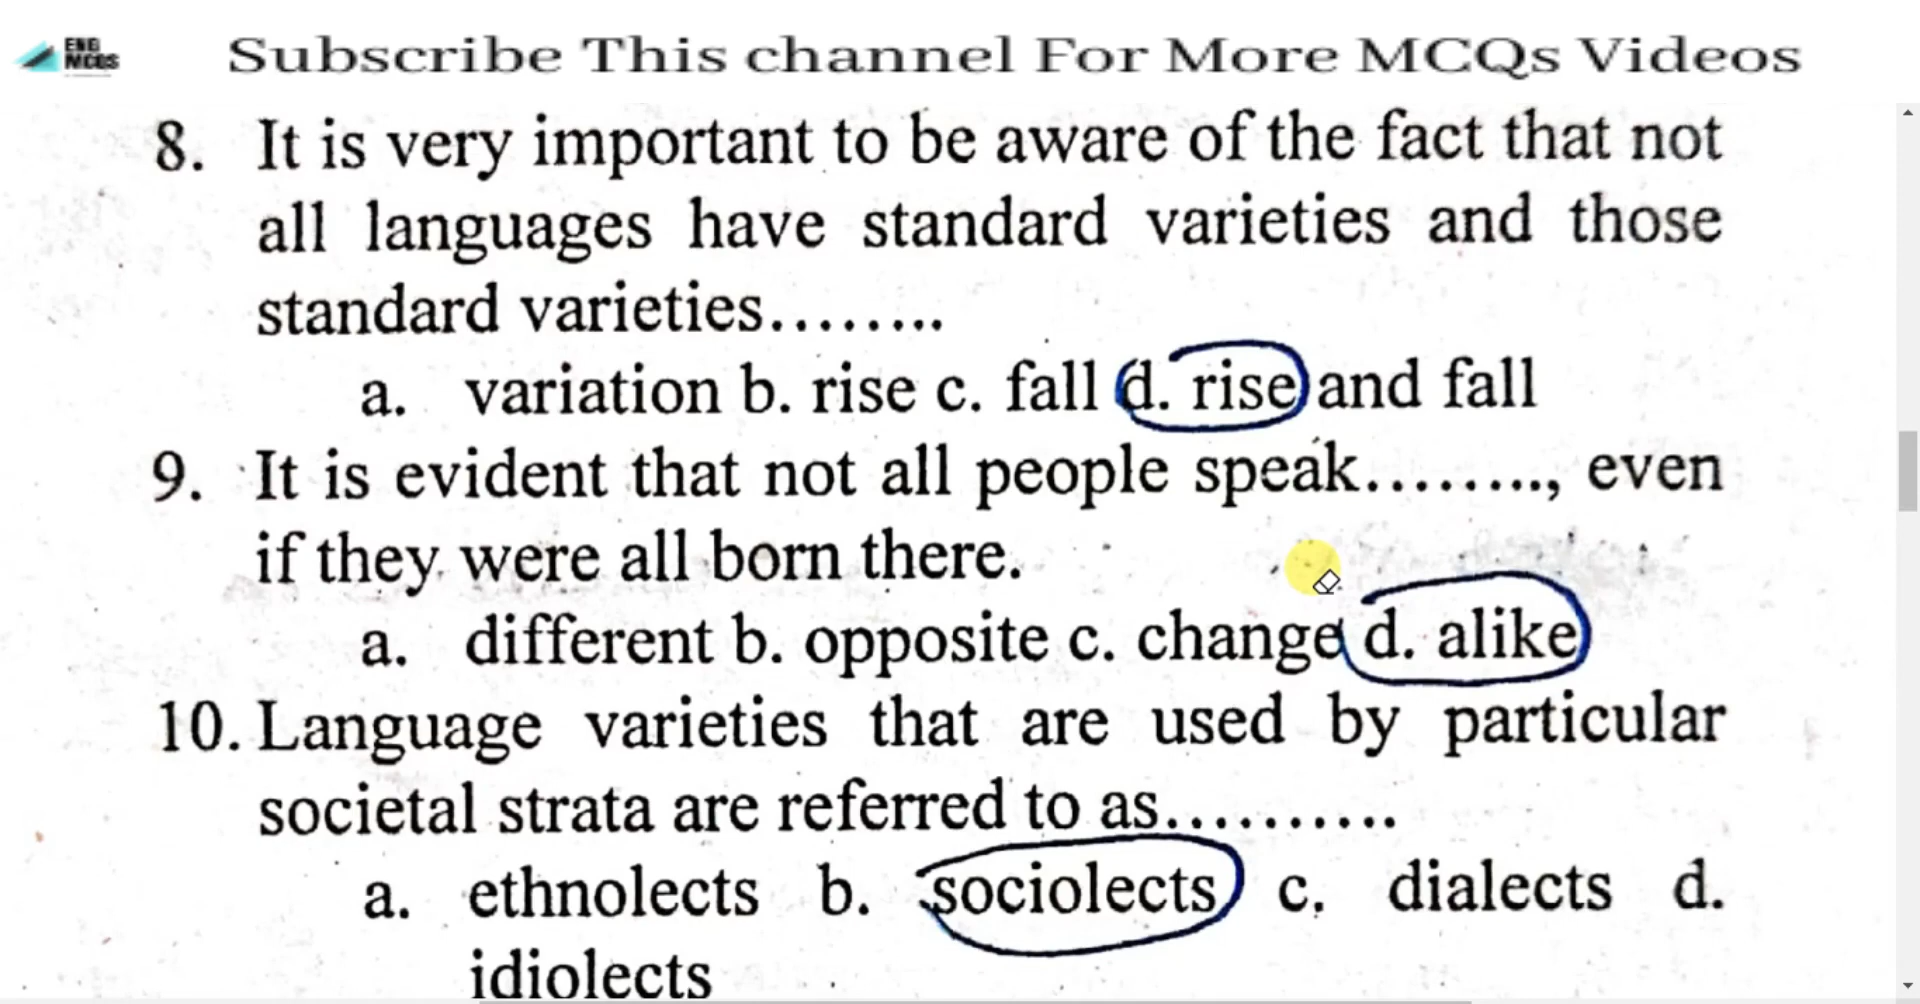 ENG
MCQS
Subscribe This channel For More MCQs Videos
8. It is very important to be aware of the fact that not
all languages have standard varieties and those
standard varieties.........
a. variation b. rise c. fall d. rise and fall
9. It is evident that not all people speak........., even
if they were all born there.
a. different b. opposite c. change d. alike
10. Language varieties that are used by particular
societal strata are referred to as..........
a. ethnolects b. sociolects c. dialects d.
idiolects